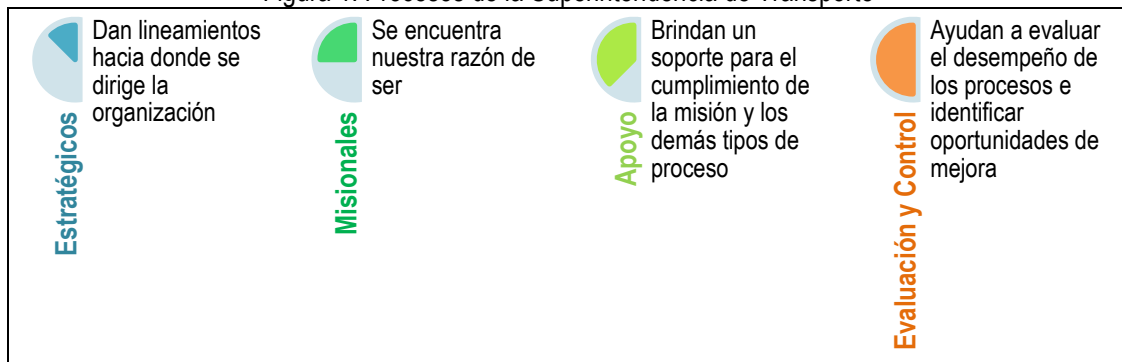 Dan lineamientos
hacia donde se
dirige la
organización
Estratégicos
Se encuentra
nuestra razón de
ser
Misionales
Brindan un
soporte para el
cumplimiento de
la misión y los
demás tipos de
proceso
Apoyo
Ayudan a evaluar
el desempeño de
los procesos e
identificar
oportunidades de
mejora
Evaluación y Control